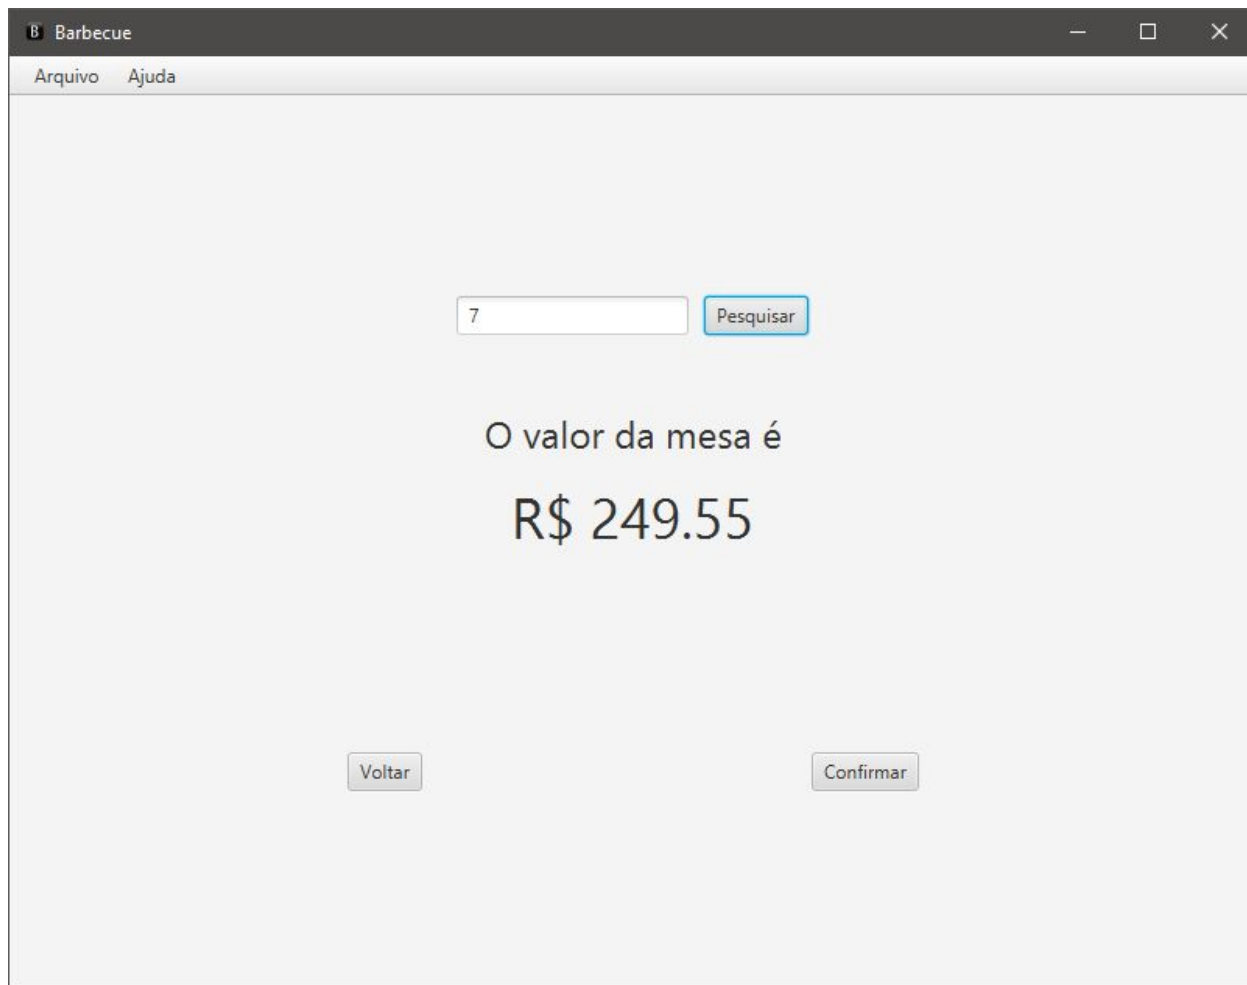 B Barbecue
Arquivo Ajuda
7 Pesquisar
O valor da mesa é
R$ 249.55
Voltar Confirmar